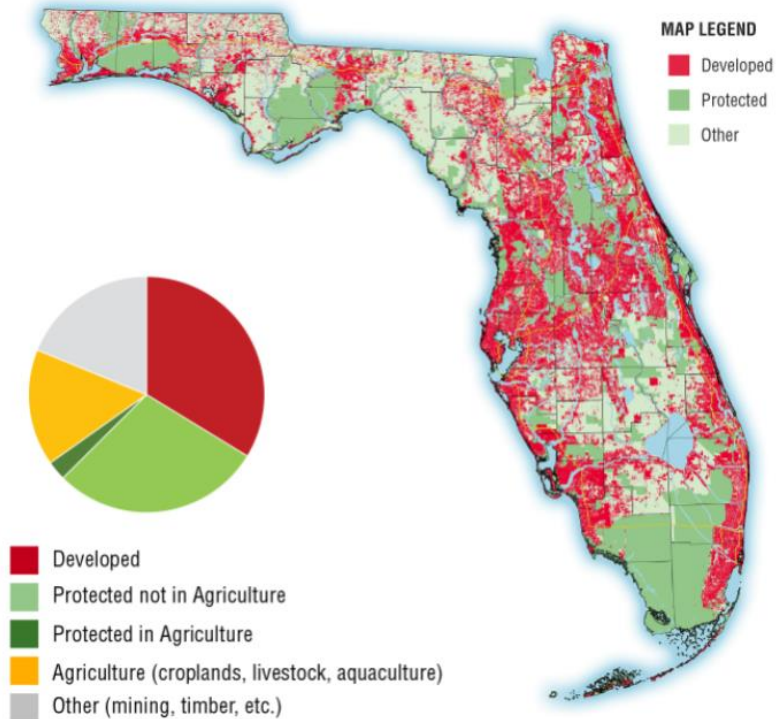 MAP LEGEND
Developed
Protected
Other
Developed
Protected not in Agriculture
Protected in Agriculture
Agriculture (croplands, livestock, aquaculture)
Other (mining, timber, etc.)